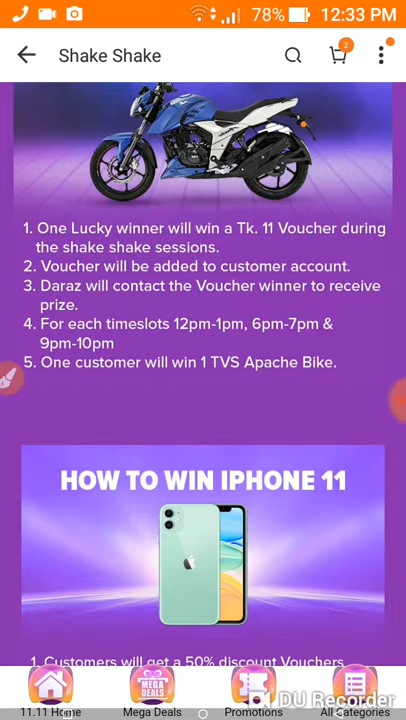 78% 12:33 PM
Shake Shake
2
1. One Lucky winner will win a Tk. 11 Voucher during
the shake shake sessions.
2. Voucher will be added to customer account.
3. Daraz will contact the Voucher winner to receive
prize.
4. For each timeslots 12pm-1pm, 6pm-7pm &
9pm-10pm
5. One customer will win 1 TVS Apache Bike.
HOW TO WIN IPHONE 11
1. Customers will get a 50% discount Vouchers
MEGA
DEALS
DU Recorder
11.11 Home Mega Deals Promotions All Categories